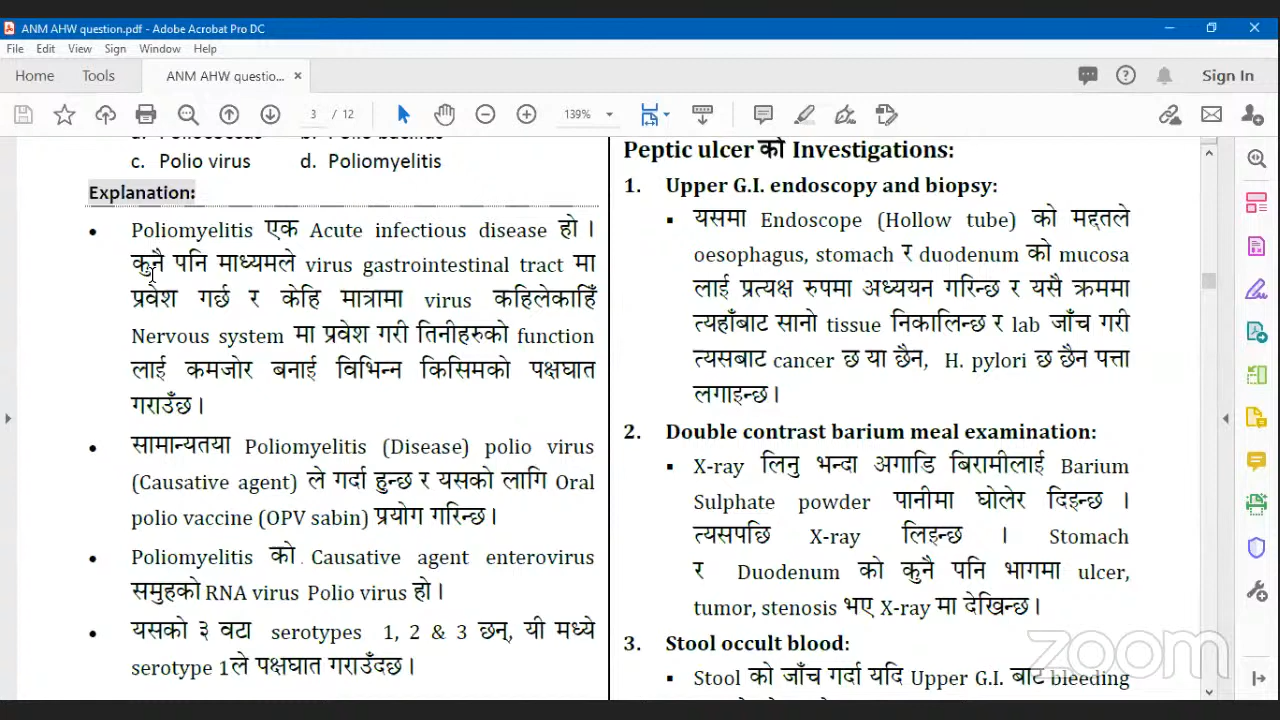 ANM AHW question.pdf - Adobe Acrobat Pro DC
File Edit View Sign Window Help
Home Tools ANM AHW questio... ×
Sign In
3 / 12
139%
c. Polio virus d. Poliomyelitis
Explanation:
• Poliomyelitis एक Acute infectious disease हो ।
कुनै पनि माध्यमले virus gastrointestinal tract मा
प्रवेश गर्छ र केहि मात्रामा virus कहिलेकाहिँ
Nervous system मा प्रवेश गरी तिनीहरुको function
लाई कमजोर बनाई विभिन्न किसिमको पक्षघात
गराउँछ ।
• सामान्यतया Poliomyelitis (Disease) polio virus
(Causative agent) ले गर्दा हुन्छ र यसको लागि Oral
polio vaccine (OPV sabin) प्रयोग गरिन्छ ।
• Poliomyelitis को Causative agent enterovirus
समुहको RNA virus Polio virus हो ।
• यसको ३ वटा serotypes 1, 2 & 3 छन्, यी मध्ये
serotype 1ले पक्षघात गराउँदछ ।
Peptic ulcer को Investigations:
1. Upper G.I. endoscopy and biopsy:
▪ यसमा Endoscope (Hollow tube) को मद्दतले
oesophagus, stomach र duodenum को mucosa
लाई प्रत्यक्ष रुपमा अध्ययन गरिन्छ र यसै क्रममा
त्यहाँबाट सानो tissue निकालिन्छ र lab जाँच गरी
त्यसबाट cancer छ या छैन, H. pylori छ छैन पत्ता
लगाइन्छ ।
2. Double contrast barium meal examination:
▪ X-ray लिनु भन्दा अगाडि बिरामीलाई Barium
Sulphate powder पानीमा घोलेर दिइन्छ ।
त्यसपछि X-ray लिइन्छ । Stomach
र Duodenum को कुनै पनि भागमा ulcer,
tumor, stenosis भए X-ray मा देखिन्छ ।
3. Stool occult blood:
▪ Stool को जाँच गर्दा यदि Upper G.I. बाट bleeding
zoom